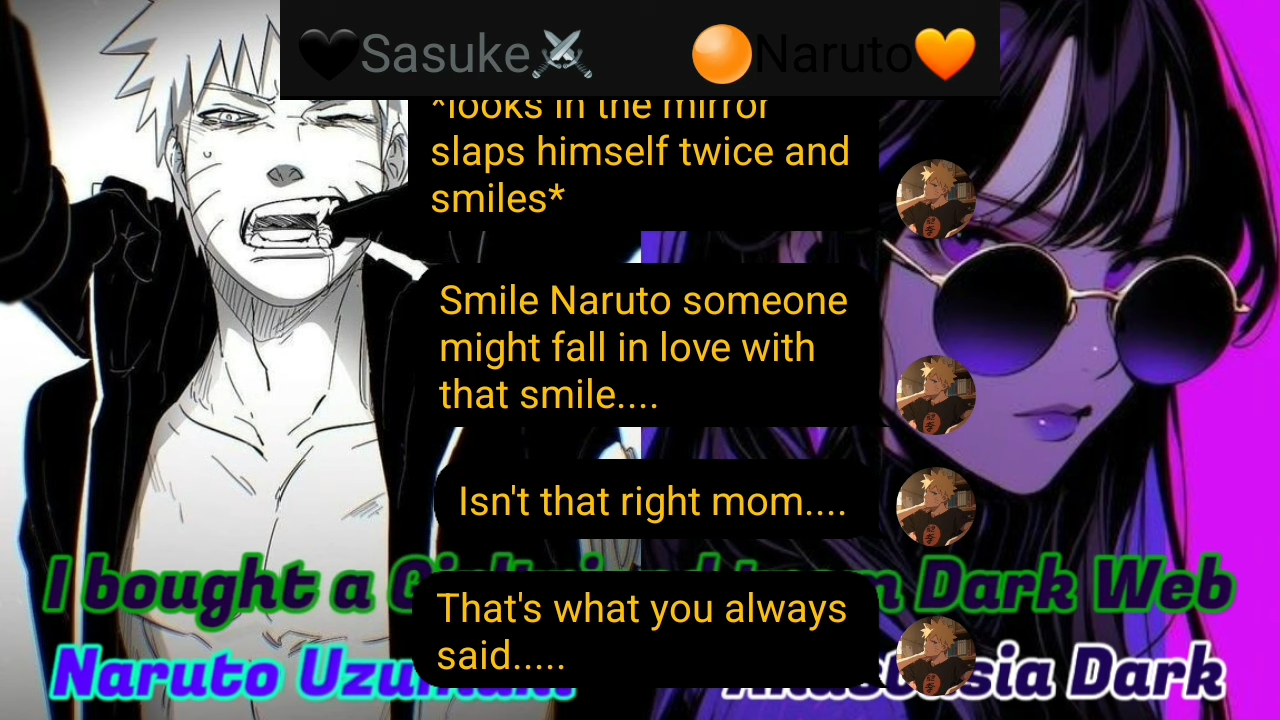 🖤Sasuke⚔️ 🟠Naruto🧡
*looks in the mirror
slaps himself twice and
smiles*
Smile Naruto someone
might fall in love with
that smile....
Isn't that right mom....
That's what you always
said.....
I bought a Dark Web
Naruto Dark